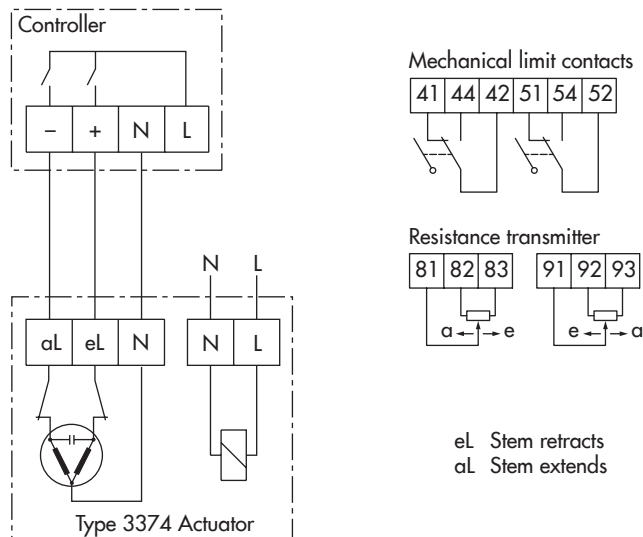 Controller
– + N L
N L
aL eL N N L
Type 3374 Actuator
Mechanical limit contacts
41 44 42 51 54 52
Resistance transmitter
81 82 83 91 92 93
a e e a
eL Stem retracts
aL Stem extends